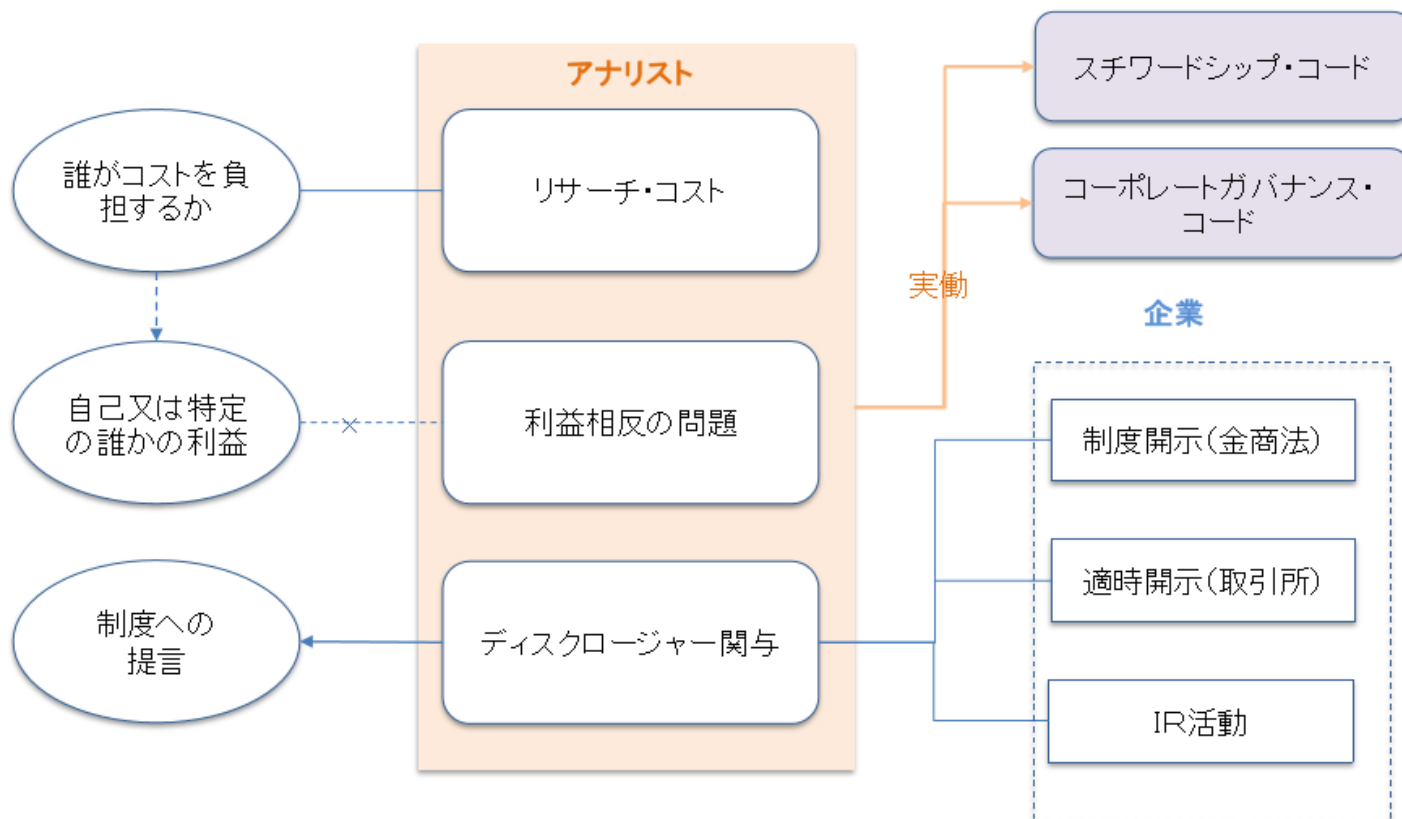 アナリスト
誰がコストを負
担するか
リサーチ・コスト
スチワードシップ・コード
コーポレートガバナンス・
コード
実働
企業
自己又は特定
の誰かの利益
利益相反の問題
制度開示(金商法)
適時開示(取引所)
制度への
提言
ディスクロージャー関与
IR活動